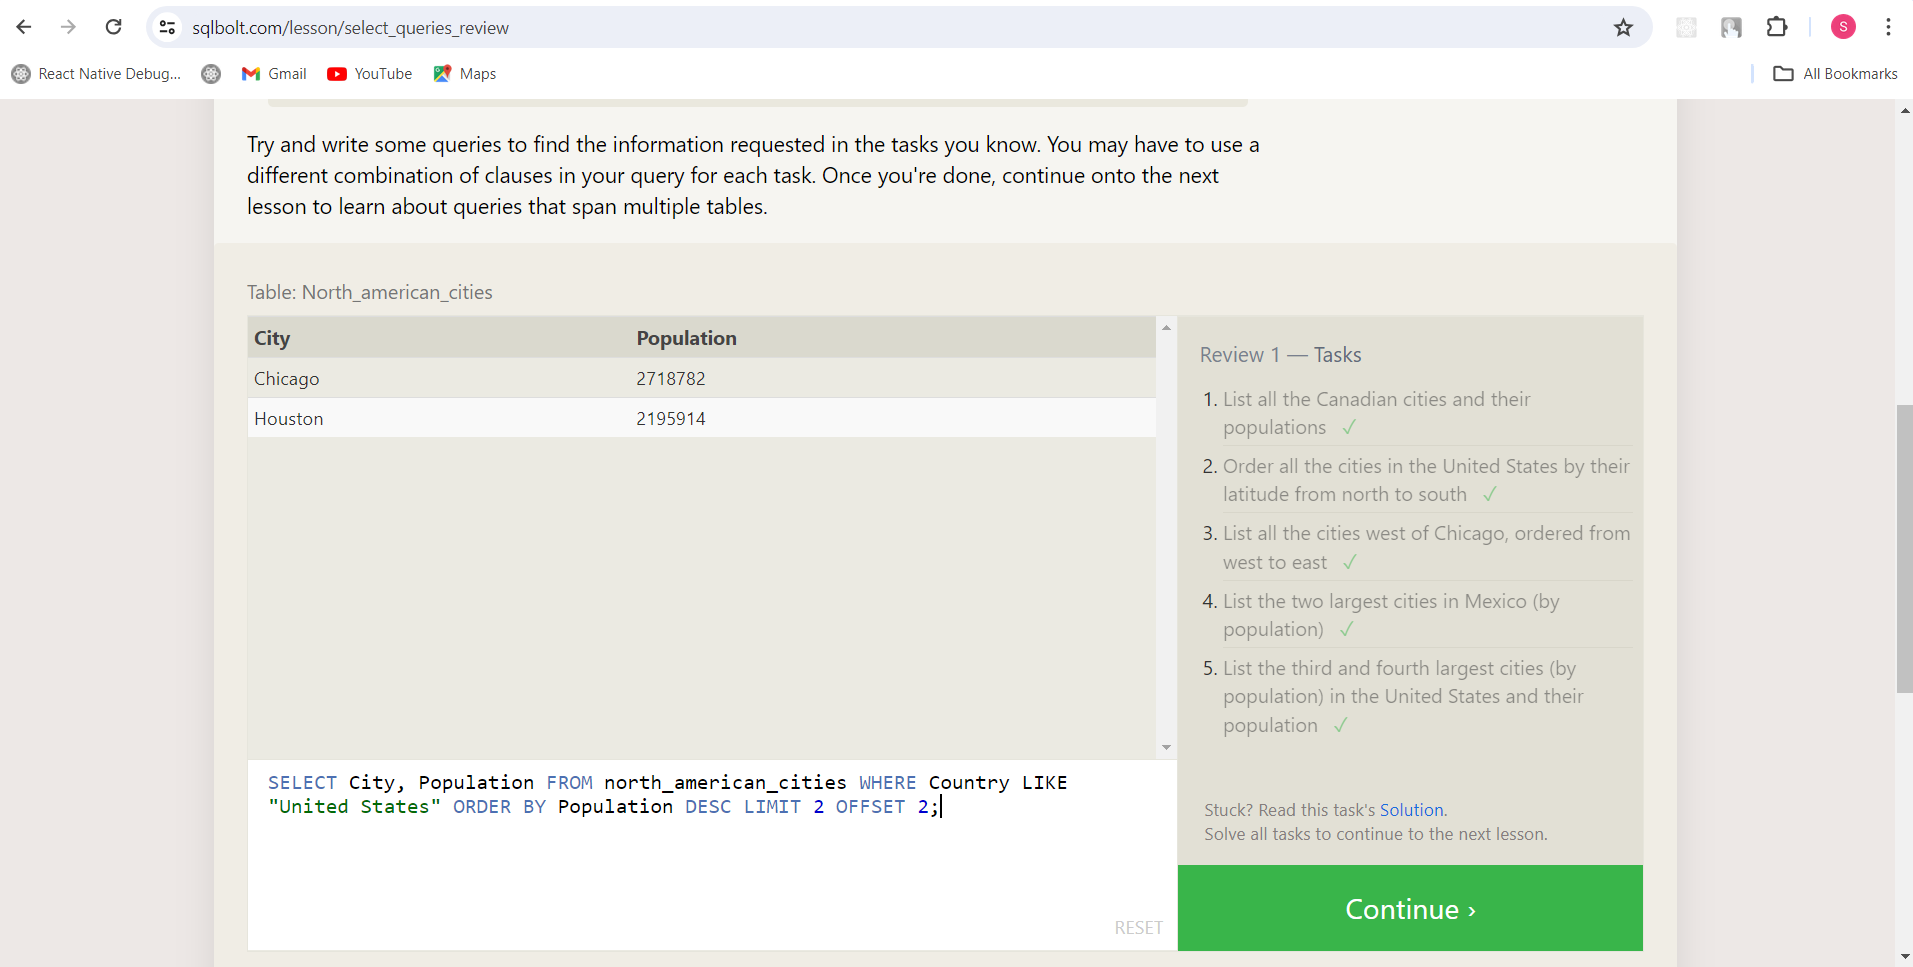 sqlbolt.com/lesson/select_queries_review
S
React Native Debug...
Gmail
YouTube
Maps
All Bookmarks
Try and write some queries to find the information requested in the tasks you know. You may have to use a
different combination of clauses in your query for each task. Once you're done, continue onto the next
lesson to learn about queries that span multiple tables.
Table: North_american_cities
City Population
Chicago 2718782
Houston 2195914
Review 1 — Tasks
1. List all the Canadian cities and their
populations ✓
2. Order all the cities in the United States by their
latitude from north to south ✓
3. List all the cities west of Chicago, ordered from
west to east ✓
4. List the two largest cities in Mexico (by
population) ✓
5. List the third and fourth largest cities (by
population) in the United States and their
population ✓
SELECT City, Population FROM north_american_cities WHERE Country LIKE
"United States" ORDER BY Population DESC LIMIT 2 OFFSET 2;
RESET
Stuck? Read this task's Solution.
Solve all tasks to continue to the next lesson.
Continue ›